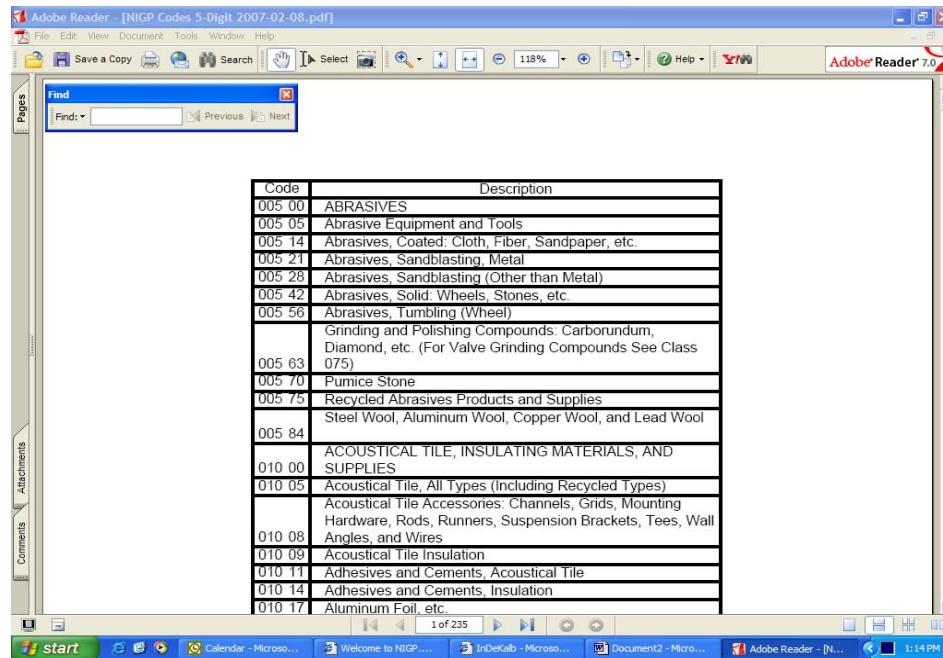 Adobe Reader - [NIGP Codes 5-Digit 2007-02-08.pdf]
File Edit View Document Tools Window Help
Save a Copy Search Select 118% Help Y! Adobe Reader 7.0
Pages
Find
Find: Previous Next
Code Description
005 00 ABRASIVES
005 05 Abrasive Equipment and Tools
005 14 Abrasives, Coated: Cloth, Fiber, Sandpaper, etc.
005 21 Abrasives, Sandblasting, Metal
005 28 Abrasives, Sandblasting (Other than Metal)
005 42 Abrasives, Solid: Wheels, Stones, etc.
005 56 Abrasives, Tumbling (Wheel)
Grinding and Polishing Compounds: Carborundum,
Diamond, etc. (For Valve Grinding Compounds See Class
005 63 075)
005 70 Pumice Stone
005 75 Recycled Abrasives Products and Supplies
Steel Wool, Aluminum Wool, Copper Wool, and Lead Wool
005 84
ACOUSTICAL TILE, INSULATING MATERIALS, AND
010 00 SUPPLIES
010 05 Acoustical Tile, All Types (Including Recycled Types)
Acoustical Tile Accessories: Channels, Grids, Mounting
Hardware, Rods, Runners, Suspension Brackets, Tees, Wall
010 08 Angles, and Wires
010 09 Acoustical Tile Insulation
010 11 Adhesives and Cements, Acoustical Tile
010 14 Adhesives and Cements, Insulation
010 17 Aluminum Foil, etc.
Attachments
Comments
1 of 235
start Calendar - Microso... Welcome to NIGP.... InDeKalb - Microso... Document2 - Micro... Adobe Reader - [N... 1:14 PM